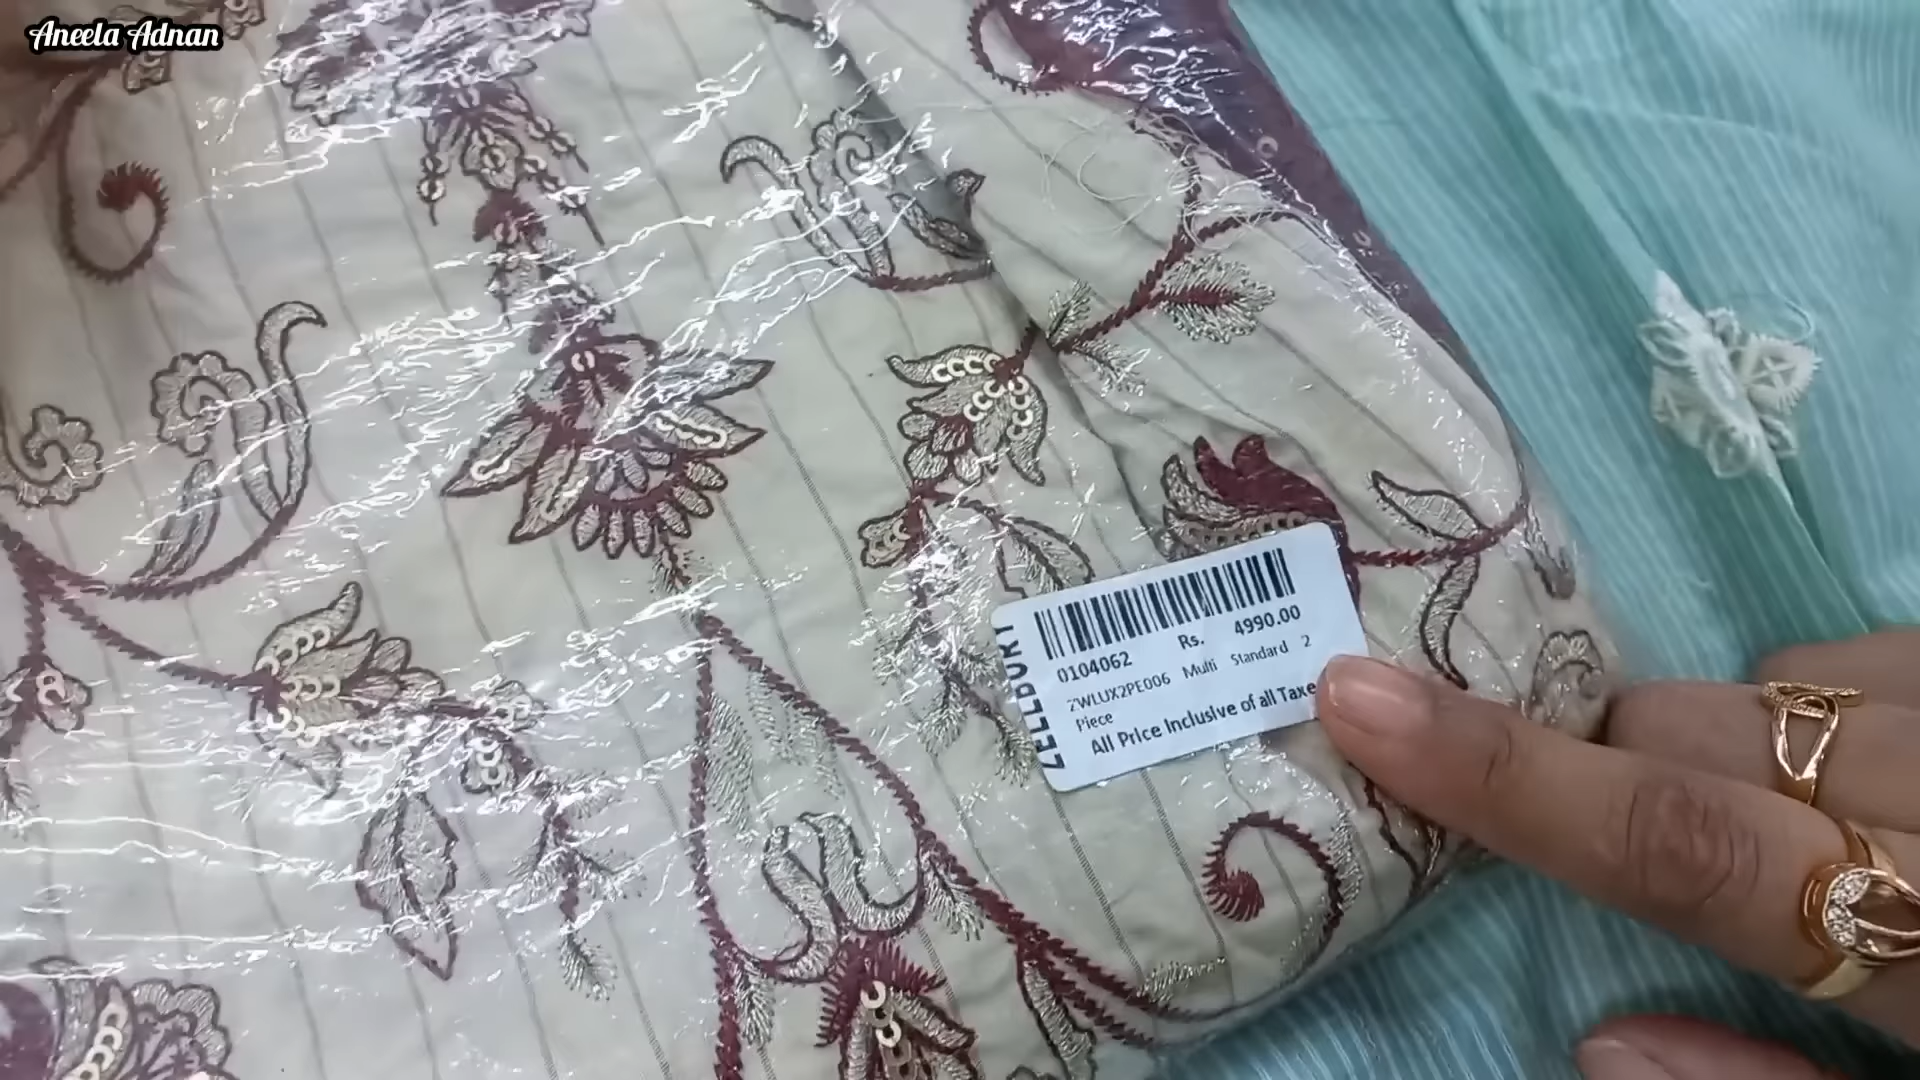 Aneela Adnan
ZELLBURY
Rs. 4990.00
0104062
ZWLUX2PE006 Multi Standard 2
Piece
All Price Inclusive of all Taxe